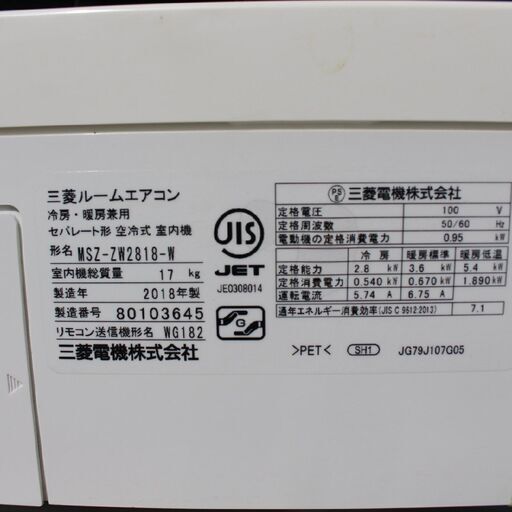 三菱ルームエアコン
冷房・暖房兼用
セパレート形 空冷式 室内機
形名 MSZ-ZW2818-W
室内機総質量 17 kg
製造年 2018年製
製造番号 80103645
リモコン送信機形名 WG182
三菱電機株式会社
JIS
JET
JE0308014
G
PS
E
三菱電機株式会社
定格電圧 100 V
定格周波数 50/60 Hz
電動機の定格消費電力 0.95 kW
冷 房 暖房標準 暖房低温
定格能力 2.8 kW 3.6 kW 5.4 kW
定格消費電力 0.540 kW 0.670 kW 1.890 kW
運転電流 5.74 A 6.75 A
通年エネルギー消費効率(JIS C 9612:2013) 7.1
>PET< SH1 JG79J107G05